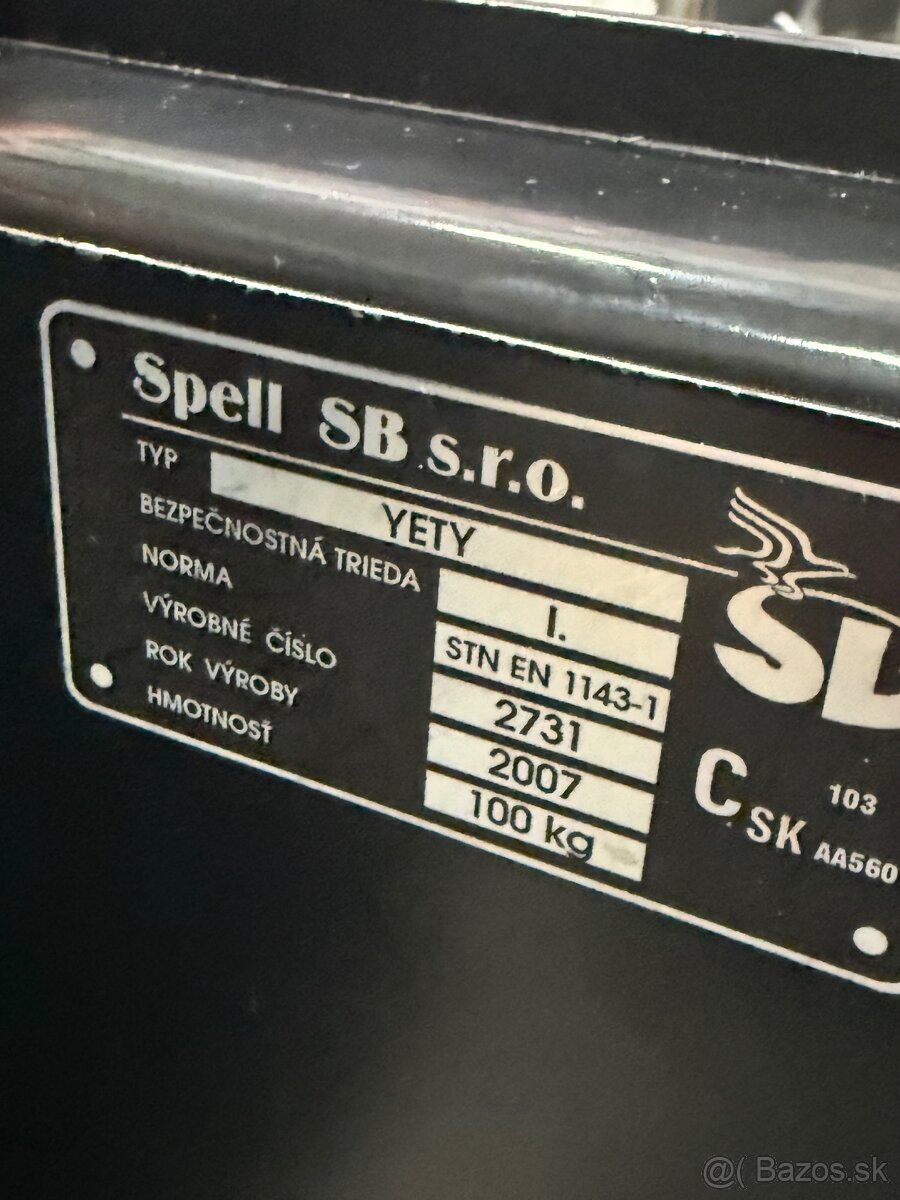 Spell SB s.r.o.
TYP YETY
BEZPEČNOSTNÁ TRIEDA I.
NORMA STN EN 1143-1
VÝROBNÉ ČÍSLO 2731
ROK VÝROBY 2007
HMOTNOSŤ 100 kg
C SK 103
AA560
@( Bazos.sk